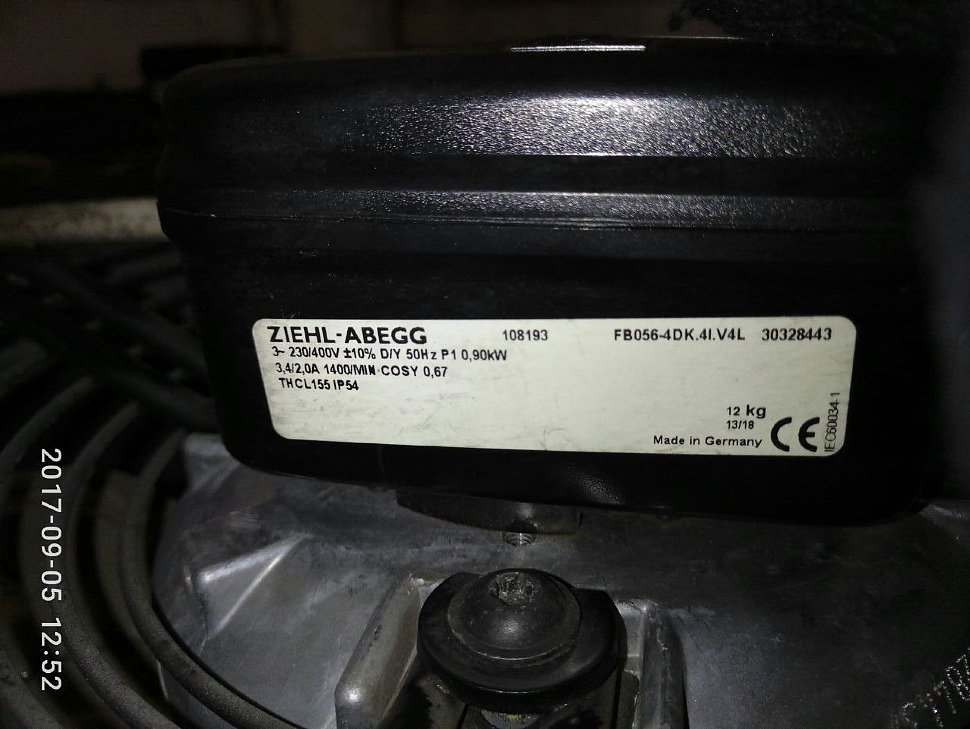 ZIEHL-ABEGG 108193 FB056-4DK.4I.V4L 30328443
3~ 230/400V ±10% D/Y 50Hz P1 0,90kW
3,4/2,0A 1400/MIN COSY 0,67
THCL155 IP54
12 kg
13/18
Made in Germany CE
IEC60034-1
2017-09-05 12:52